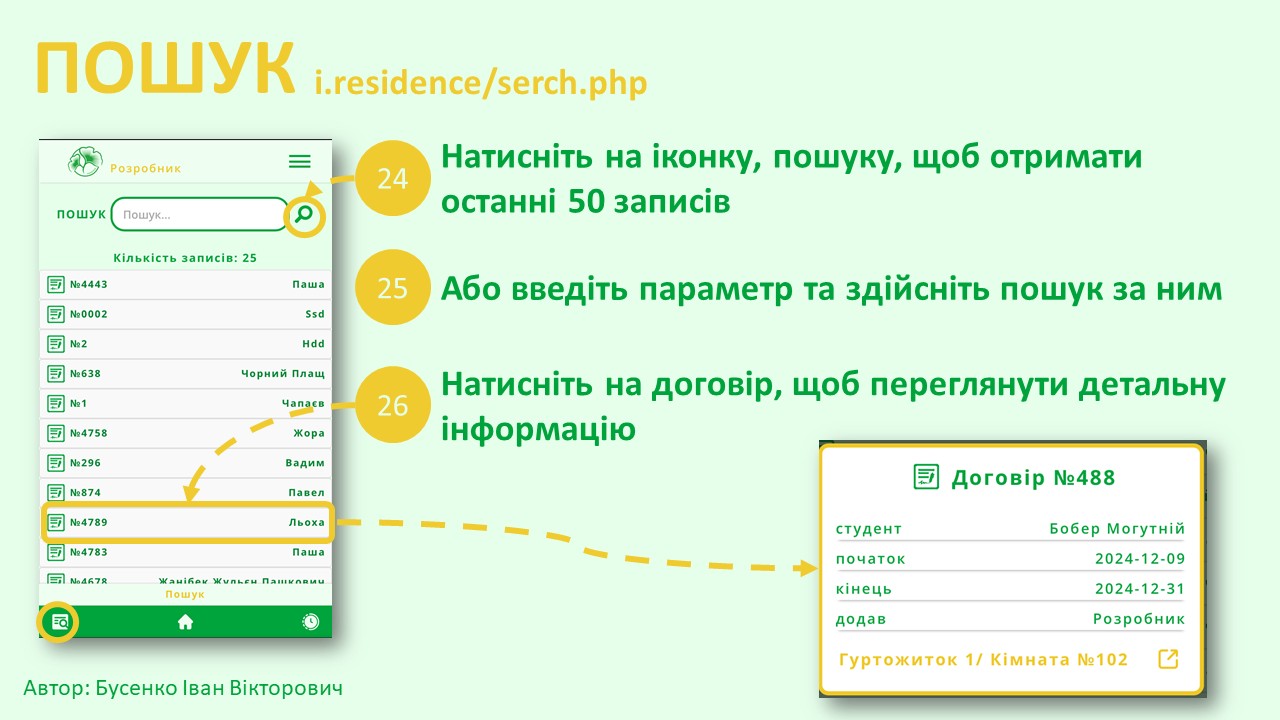 ПОШУК i.residence/serch.php
Розробник
ПОШУК Пошук...
Кількість записів: 25
№4443 Паша
№0002 Ssd
№2 Hdd
№638 Чорний Плащ
№1 Чапаєв
№4758 Жора
№296 Вадим
№874 Павел
№4789 Льоха
№4783 Паша
№4678 Жанібек Жульєн Пашкович
Пошук
24 Натисніть на іконку, пошуку, щоб отримати
останні 50 записів
25 Або введіть параметр та здійсніть пошук за ним
26 Натисніть на договір, щоб переглянути детальну
інформацію
Договір №488
студент Бобер Могутній
початок 2024-12-09
кінець 2024-12-31
додав Розробник
Гуртожиток 1/ Кімната №102
Автор: Бусенко Іван Вікторович